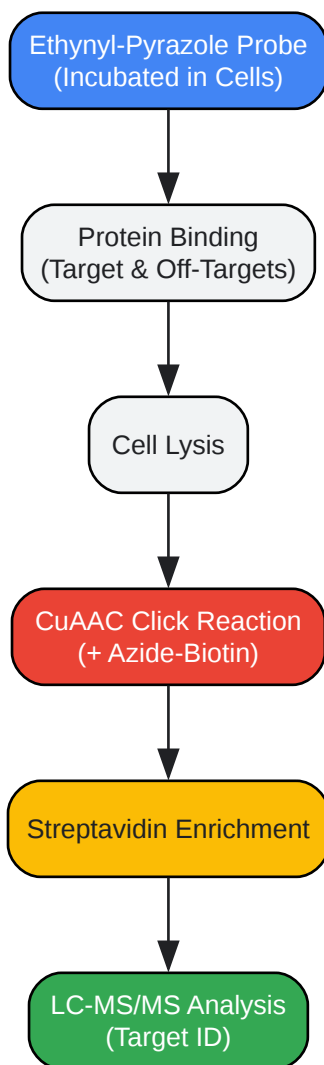 Ethynyl-Pyrazole Probe
(Incubated in Cells)
Protein Binding
(Target & Off-Targets)
Cell Lysis
CuAAC Click Reaction
(+ Azide-Biotin)
Streptavidin Enrichment
LC-MS/MS Analysis
(Target ID)